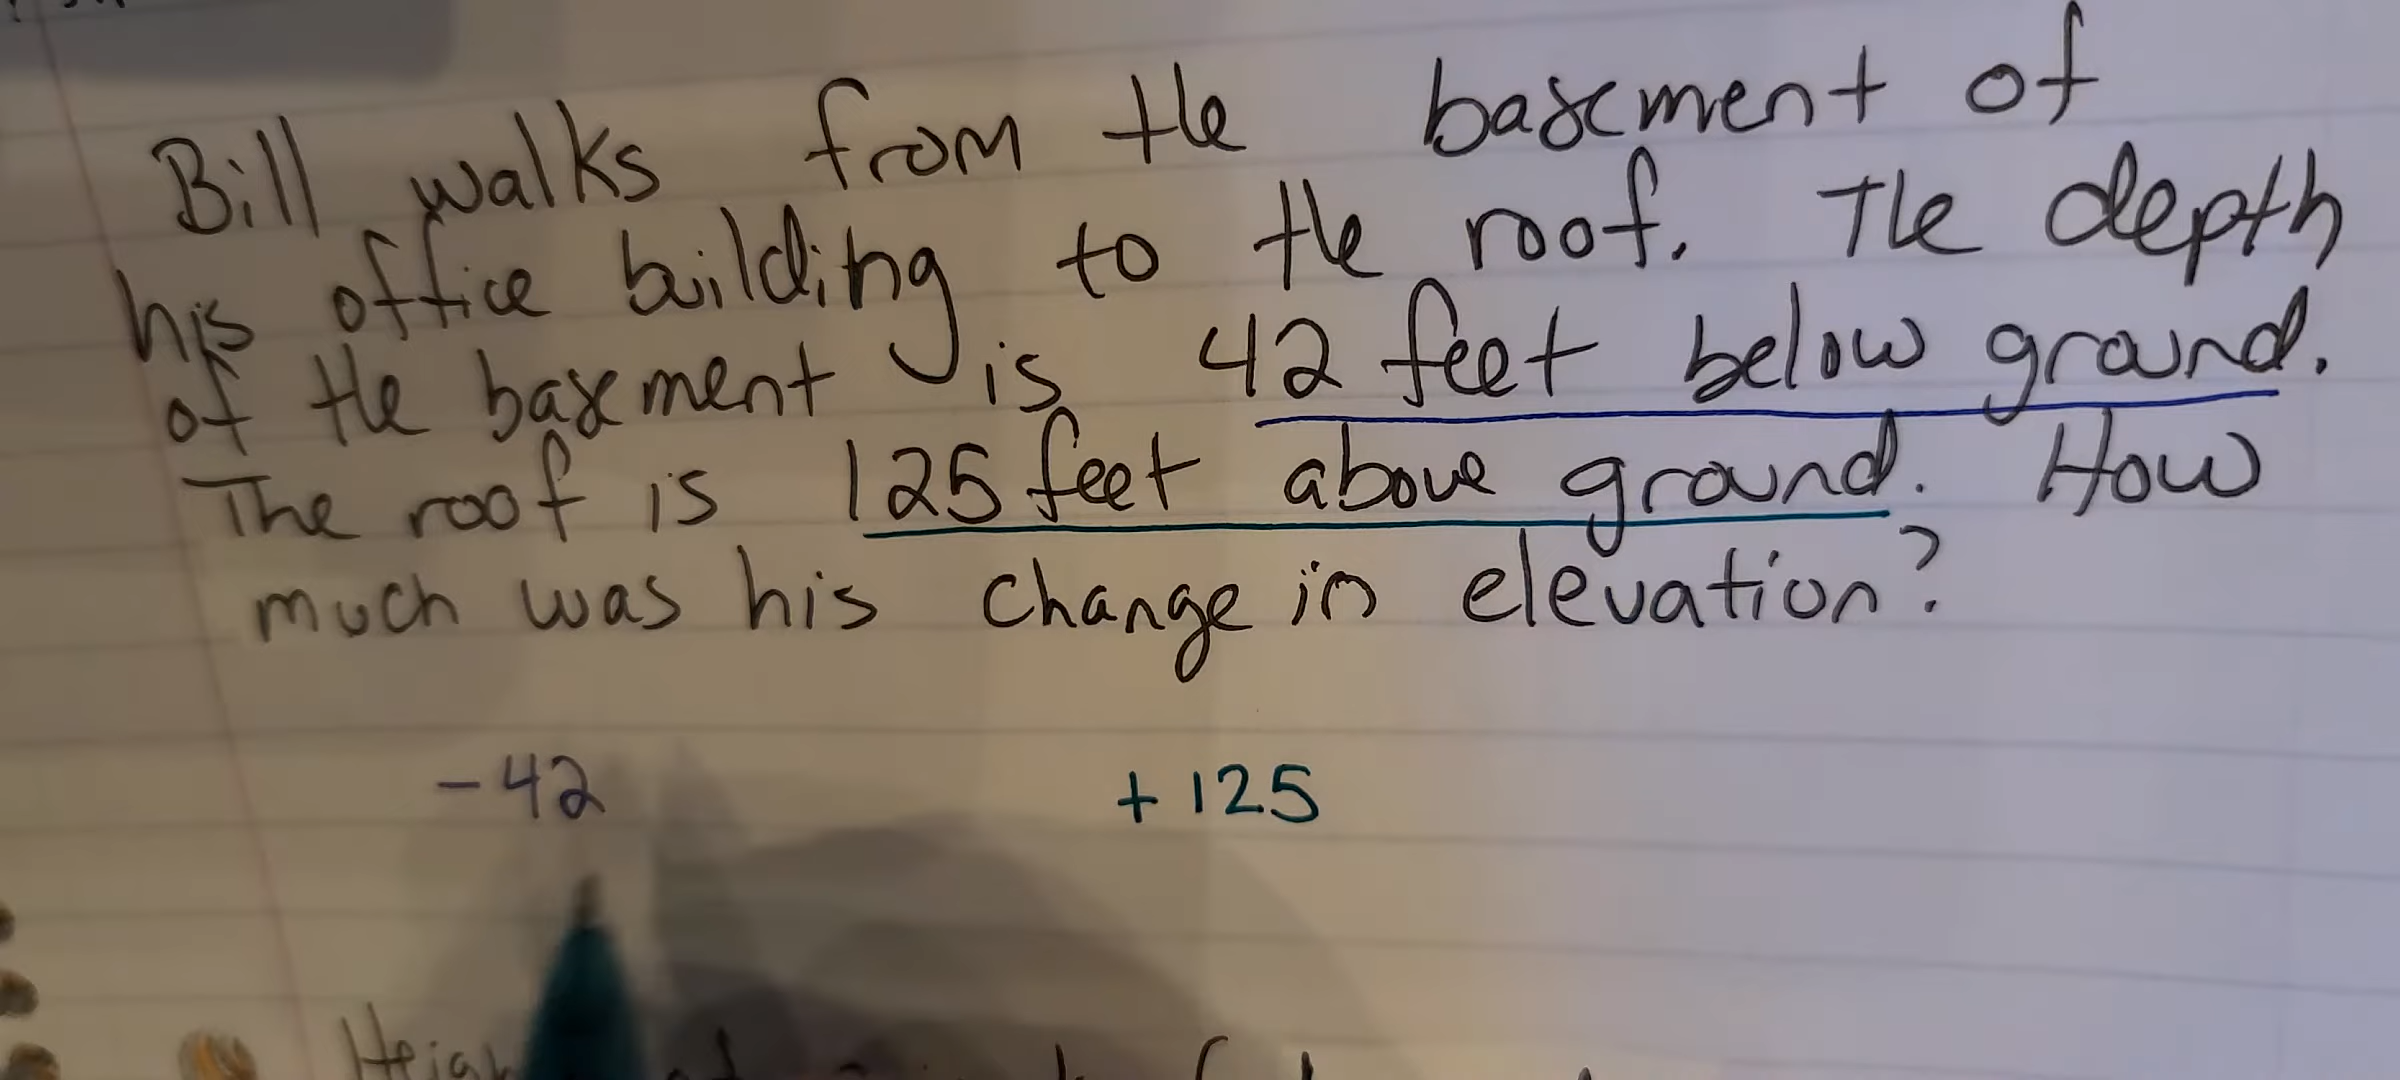 Bill walks from the basement of
his office building to the roof. The depth
of the basement is 42 feet below ground.
The roof is 125 feet above ground. How
much was his change in elevation?
-42 +125